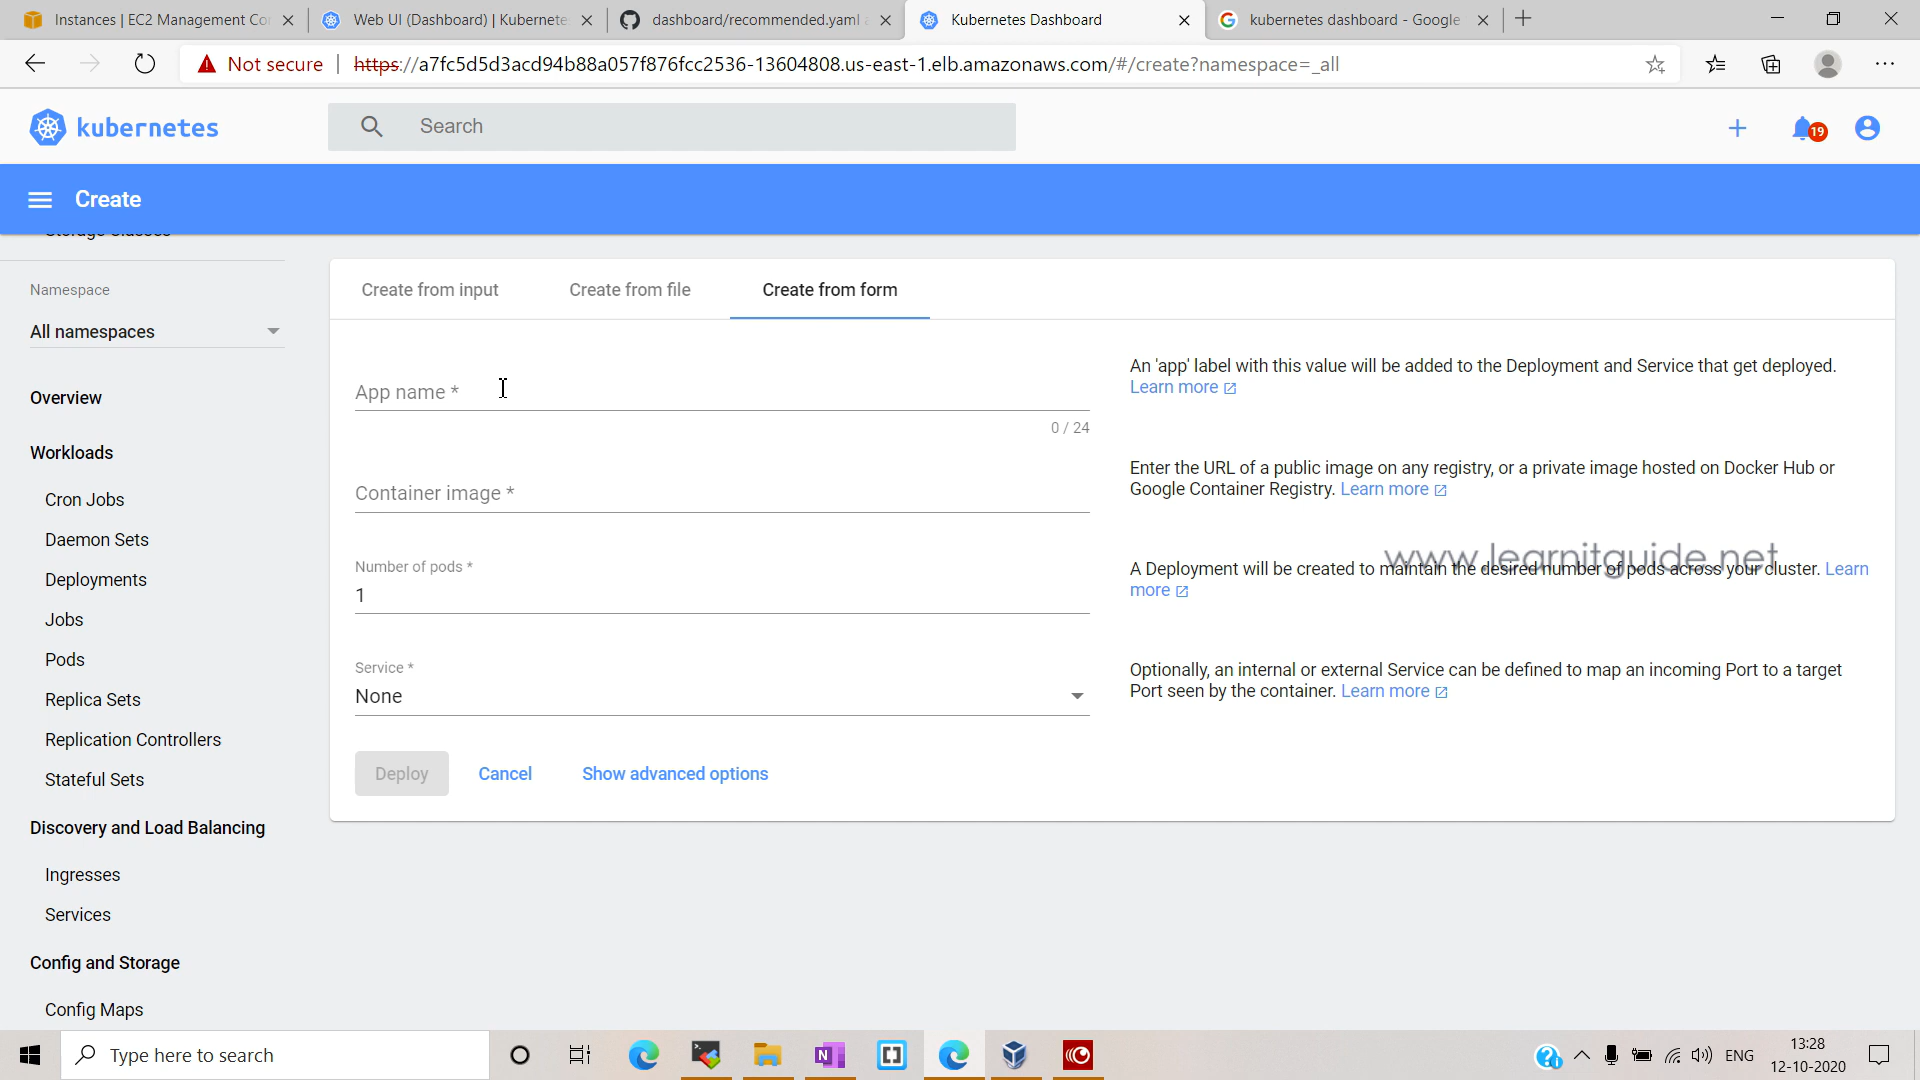 Instances | EC2 Management Co
Web UI (Dashboard) | Kubernete
dashboard/recommended.yaml
Kubernetes Dashboard
kubernetes dashboard - Google
Not secure
https://a7fc5d5d3acd94b88a057f876fcc2536-13604808.us-east-1.elb.amazonaws.com/#/create?namespace=_all
kubernetes
Search
19
Create
Storage Classes
Namespace
All namespaces
Overview
Workloads
Cron Jobs
Daemon Sets
Deployments
Jobs
Pods
Replica Sets
Replication Controllers
Stateful Sets
Discovery and Load Balancing
Ingresses
Services
Config and Storage
Config Maps
Create from input
Create from file
Create from form
App name *
0 / 24
An 'app' label with this value will be added to the Deployment and Service that get deployed.
Learn more
Container image *
Enter the URL of a public image on any registry, or a private image hosted on Docker Hub or
Google Container Registry. Learn more
www.learnitguide.net
Number of pods *
1
A Deployment will be created to maintain the desired number of pods across your cluster. Learn
more
Service *
None
Optionally, an internal or external Service can be defined to map an incoming Port to a target
Port seen by the container. Learn more
Deploy
Cancel
Show advanced options
Type here to search
ENG
13:28
12-10-2020